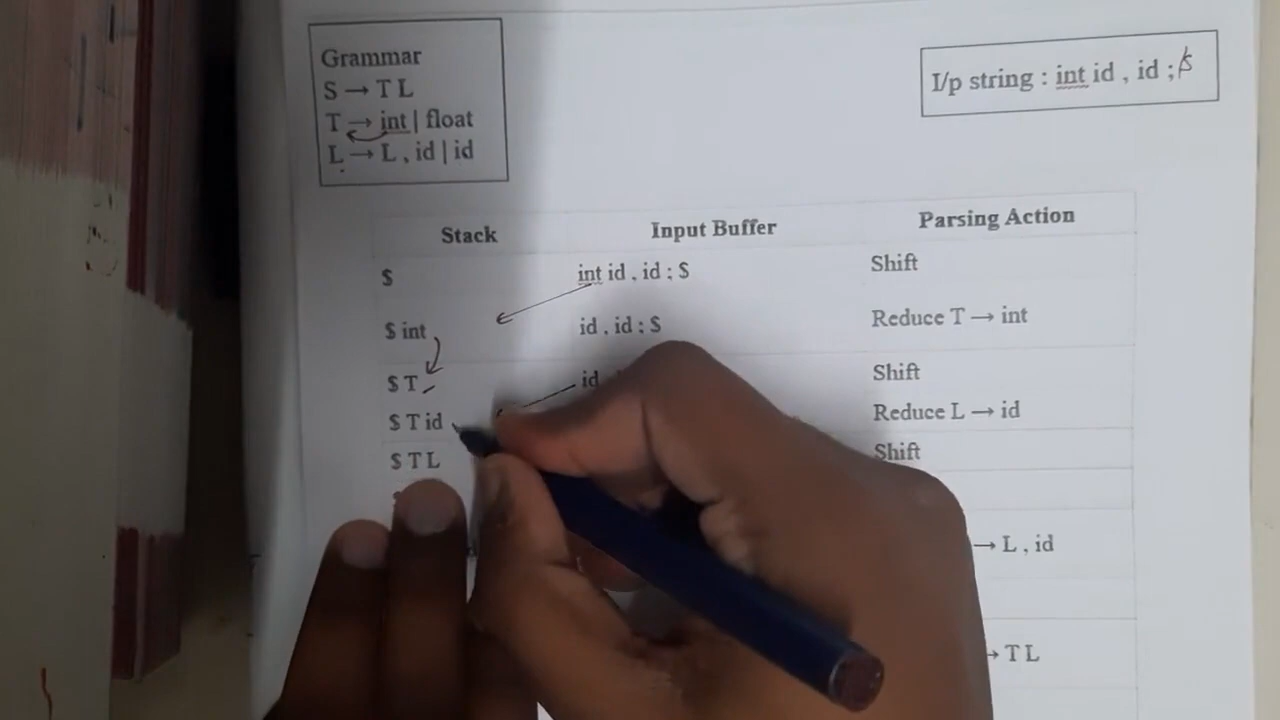 Grammar
S → T L
T → int | float
L → L , id | id
I/p string : int id , id ; $
Stack Input Buffer Parsing Action
$ int id , id ; $ Shift
$ int id , id ; $ Reduce T → int
$ T id Shift
$ T id Reduce L → id
$ T L Shift
→ L , id
→ T L